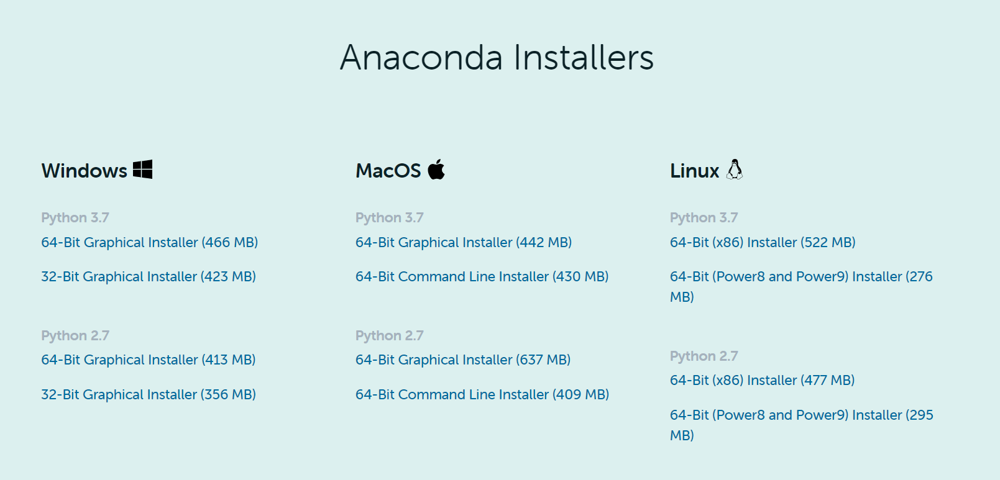 Anaconda Installers
Windows
Python 3.7
64-Bit Graphical Installer (466 MB)
32-Bit Graphical Installer (423 MB)
Python 2.7
64-Bit Graphical Installer (413 MB)
32-Bit Graphical Installer (356 MB)
MacOS
Python 3.7
64-Bit Graphical Installer (442 MB)
64-Bit Command Line Installer (430 MB)
Python 2.7
64-Bit Graphical Installer (637 MB)
64-Bit Command Line Installer (409 MB)
Linux
Python 3.7
64-Bit (x86) Installer (522 MB)
64-Bit (Power8 and Power9) Installer (276
MB)
Python 2.7
64-Bit (x86) Installer (477 MB)
64-Bit (Power8 and Power9) Installer (295
MB)